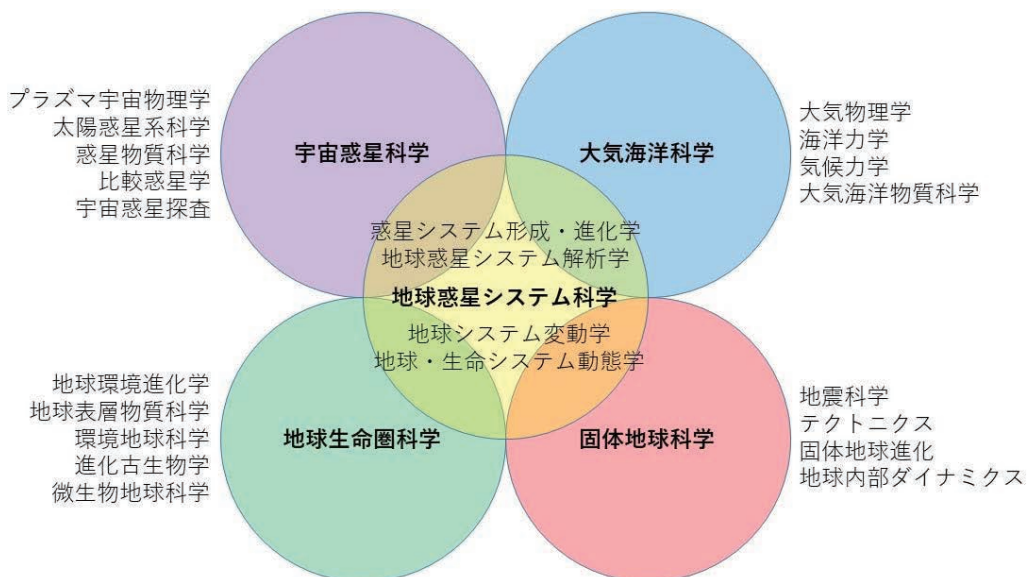 プラズマ宇宙物理学
太陽惑星系科学
惑星物質科学
比較惑星学
宇宙惑星探査
宇宙惑星科学
大気海洋科学
大気物理学
海洋力学
気候力学
大気海洋物質科学
惑星システム形成・進化学
地球惑星システム解析学
地球惑星システム科学
地球システム変動学
地球・生命システム動態学
地球環境進化学
地球表層物質科学
環境地球科学
進化古生物学
微生物地球科学
地球生命圏科学
固体地球科学
地震科学
テクトニクス
固体地球進化
地球内部ダイナミクス